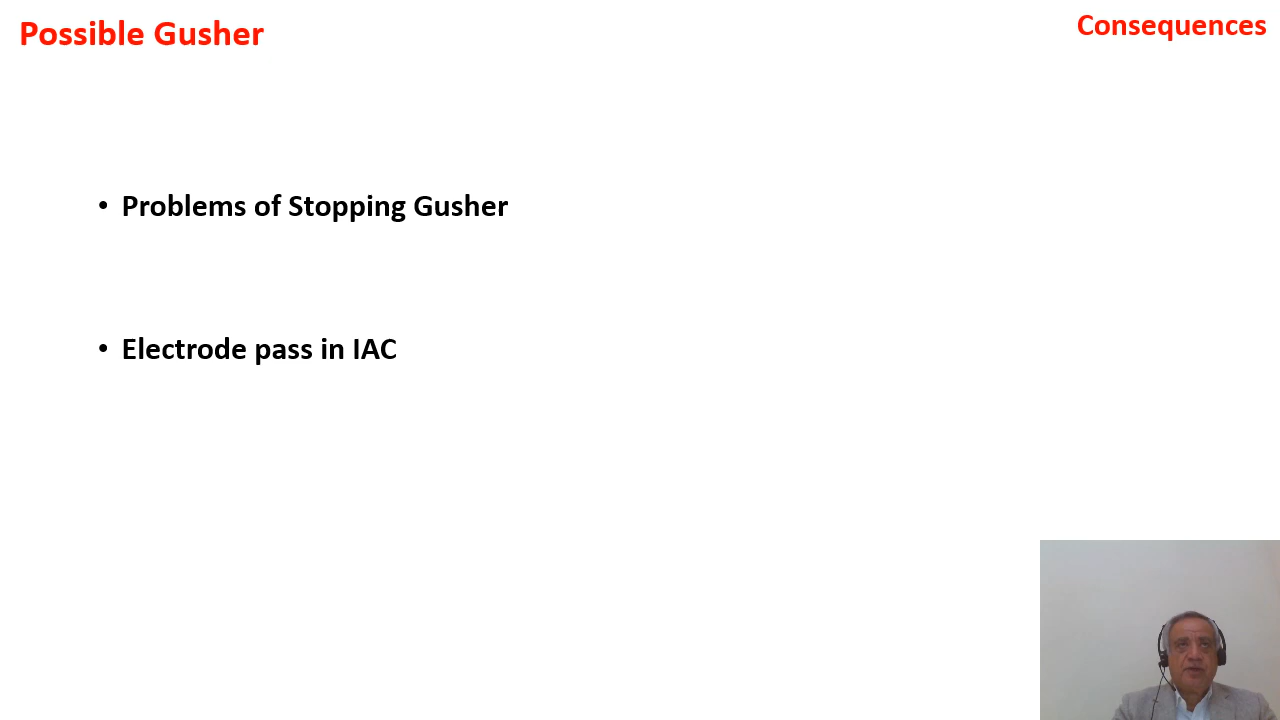 Possible Gusher
Consequences
• Problems of Stopping Gusher
• Electrode pass in IAC